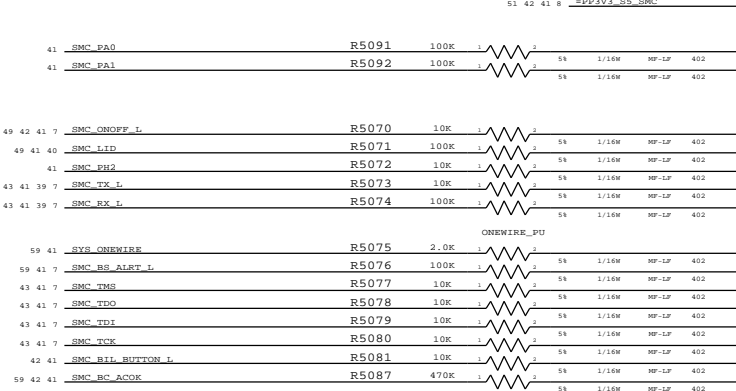 51 42 41 8 =PP3V3_S5_SMC
41 SMC_PA0 R5091 100K 1 2
5% 1/16W MF-LF 402
41 SMC_PA1 R5092 100K 1 2
5% 1/16W MF-LF 402
49 42 41 7 SMC_ONOFF_L R5070 10K 1 2
5% 1/16W MF-LF 402
49 41 40 SMC_LID R5071 100K 1 2
5% 1/16W MF-LF 402
41 SMC_PH2 R5072 10K 1 2
5% 1/16W MF-LF 402
43 41 39 7 SMC_TX_L R5073 10K 1 2
5% 1/16W MF-LF 402
43 41 39 7 SMC_RX_L R5074 100K 1 2
5% 1/16W MF-LF 402
ONEWIRE_PU
59 41 SYS_ONEWIRE R5075 2.0K 1 2
5% 1/16W MF-LF 402
59 41 7 SMC_BS_ALRT_L R5076 100K 1 2
5% 1/16W MF-LF 402
43 41 7 SMC_TMS R5077 10K 1 2
5% 1/16W MF-LF 402
43 41 7 SMC_TDO R5078 10K 1 2
5% 1/16W MF-LF 402
43 41 7 SMC_TDI R5079 10K 1 2
5% 1/16W MF-LF 402
43 41 7 SMC_TCK R5080 10K 1 2
5% 1/16W MF-LF 402
42 41 SMC_BIL_BUTTON_L R5081 10K 1 2
5% 1/16W MF-LF 402
59 42 41 SMC_BC_ACOK R5087 470K 1 2
5% 1/16W MF-LF 402